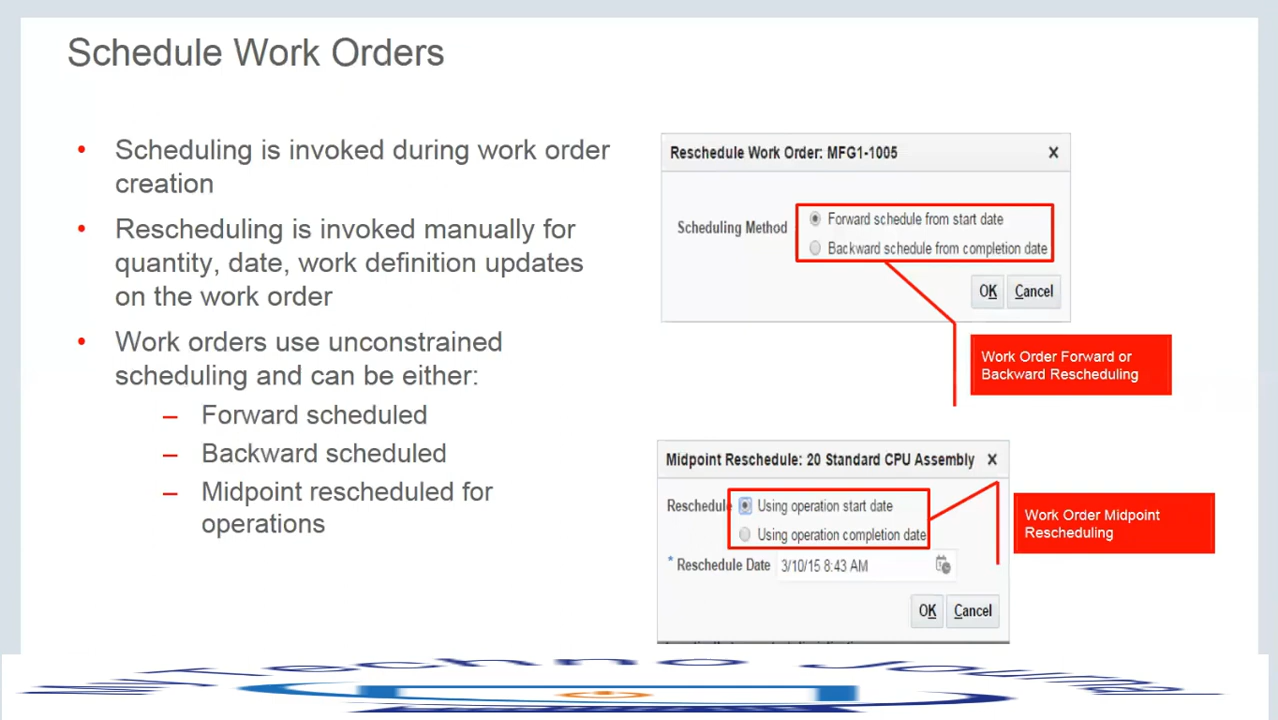 Schedule Work Orders
• Scheduling is invoked during work order
creation
• Rescheduling is invoked manually for
quantity, date, work definition updates
on the work order
• Work orders use unconstrained
scheduling and can be either:
– Forward scheduled
– Backward scheduled
– Midpoint rescheduled for
operations
Reschedule Work Order: MFG1-1005 X
Scheduling Method
Forward schedule from start date
Backward schedule from completion date
OK Cancel
Work Order Forward or
Backward Rescheduling
Midpoint Reschedule: 20 Standard CPU Assembly X
Reschedule Using operation start date
Using operation completion date
* Reschedule Date 3/10/15 8:43 AM
OK Cancel
Work Order Midpoint
Rescheduling